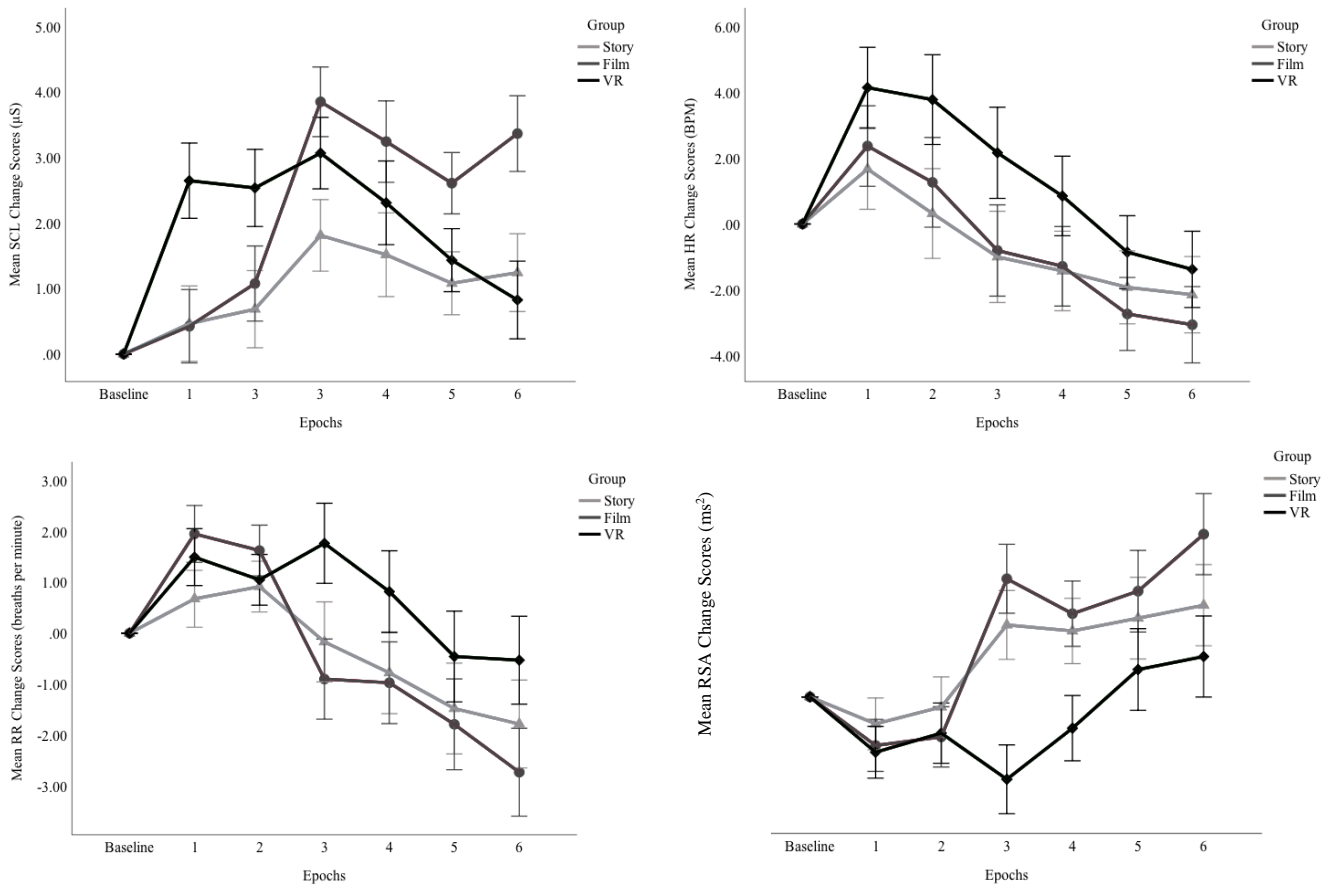 Mean SCL Change Scores (µS)
5.00
4.00
3.00
2.00
1.00
.00
Baseline 1 3 3 4 5 6
Epochs
Group
Story
Film
VR
Mean HR Change Scores (BPM)
6.00
4.00
2.00
.00
-2.00
-4.00
Baseline 1 2 3 4 5 6
Epochs
Group
Story
Film
VR
Mean RR Change Scores (breaths per minute)
3.00
2.00
1.00
.00
-1.00
-2.00
-3.00
Baseline 1 2 3 4 5 6
Epochs
Group
Story
Film
VR
Mean RSA Change Scores (ms²)
Baseline 1 2 3 4 5 6
Epochs
Group
Story
Film
VR